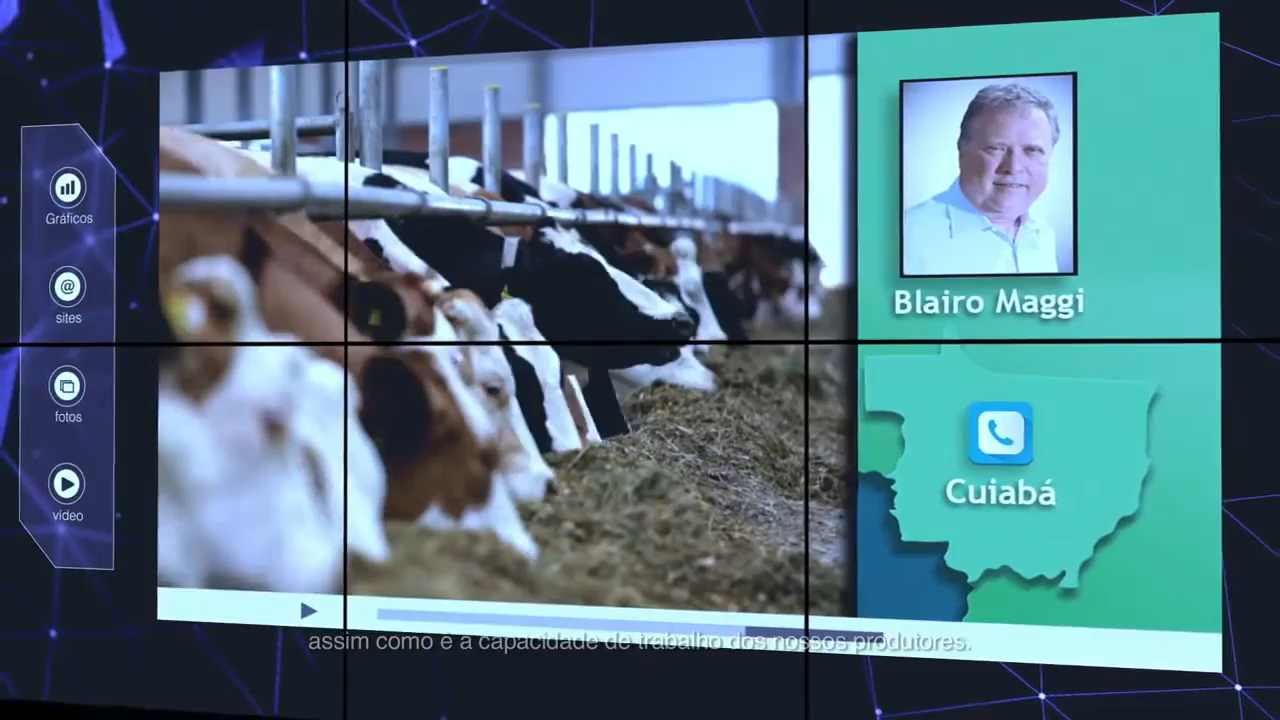 Gráficos
sites
fotos
vídeo
Blairo Maggi
Cuiabá
assim como é a capacidade de trabalho dos nossos produtores.